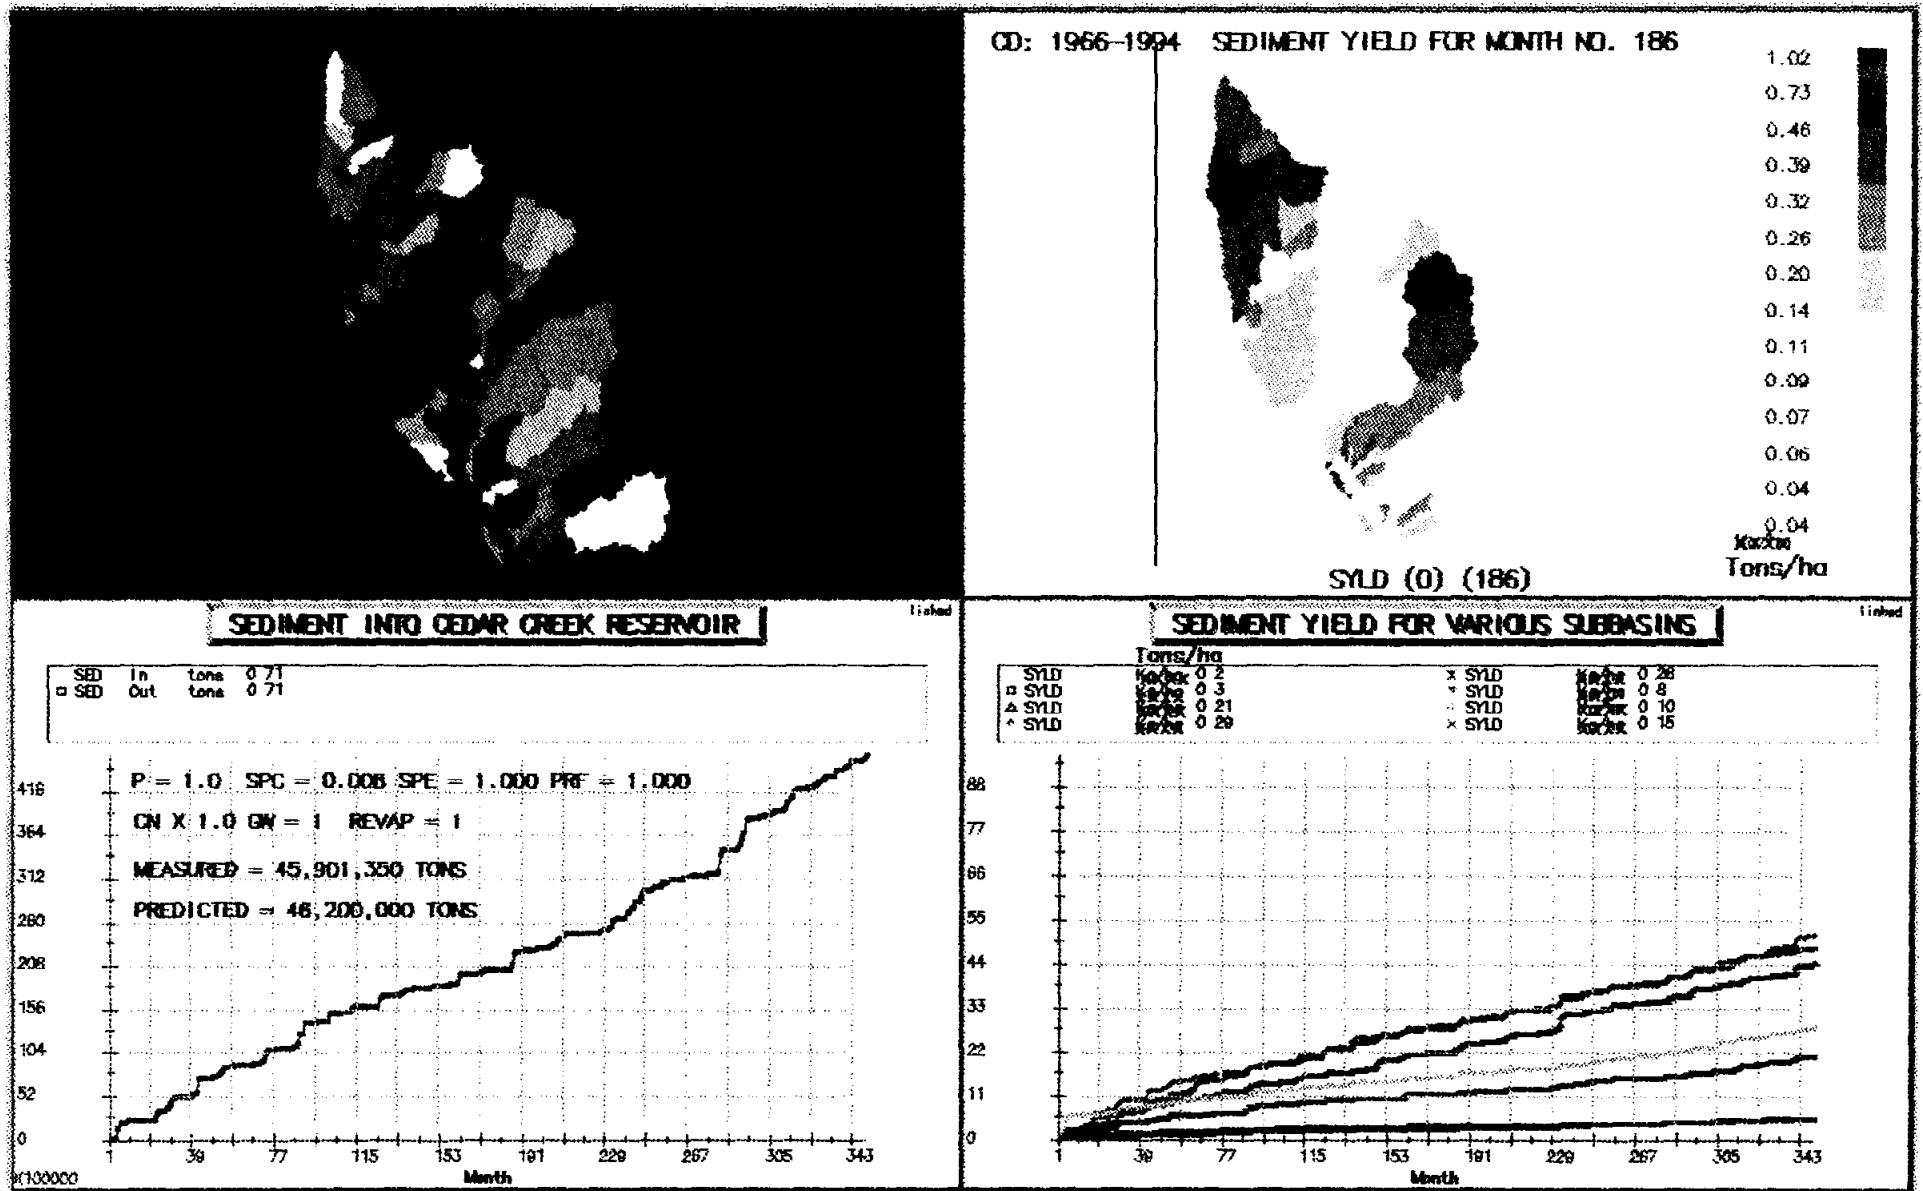 CD: 1966-1994 SEDIMENT YIELD FOR MONTH NO. 186
1.02
0.73
0.46
0.39
0.32
0.26
0.20
0.14
0.11
0.09
0.07
0.06
0.04
0.04
Tons/ha
SYLD (0) (186)
SEDIMENT INTO CEDAR CREEK RESERVOIR
linked
SED In tons 0 71
SED Out tons 0 71
P = 1.0 SPC = 0.008 SPE = 1.000 PRF = 1.000
CN X 1.0 GW = 1 REVAP = 1
MEASURED = 45,901,350 TONS
PREDICTED = 46,200,000 TONS
416
364
312
260
208
156
104
52
0
1 39 77 115 153 191 229 267 305 343
Month
X(100000
SEDIMENT YIELD FOR VARIOUS SUBBASINS
linked
Tons/ha
SYLD 0 2 x SYLD 0 26
SYLD 0 3 SYLD 0 8
SYLD 0 21 SYLD 0 10
SYLD 0 29 x SYLD 0 15
88
77
66
55
44
33
22
11
0
1 39 77 115 153 191 229 267 305 343
Month